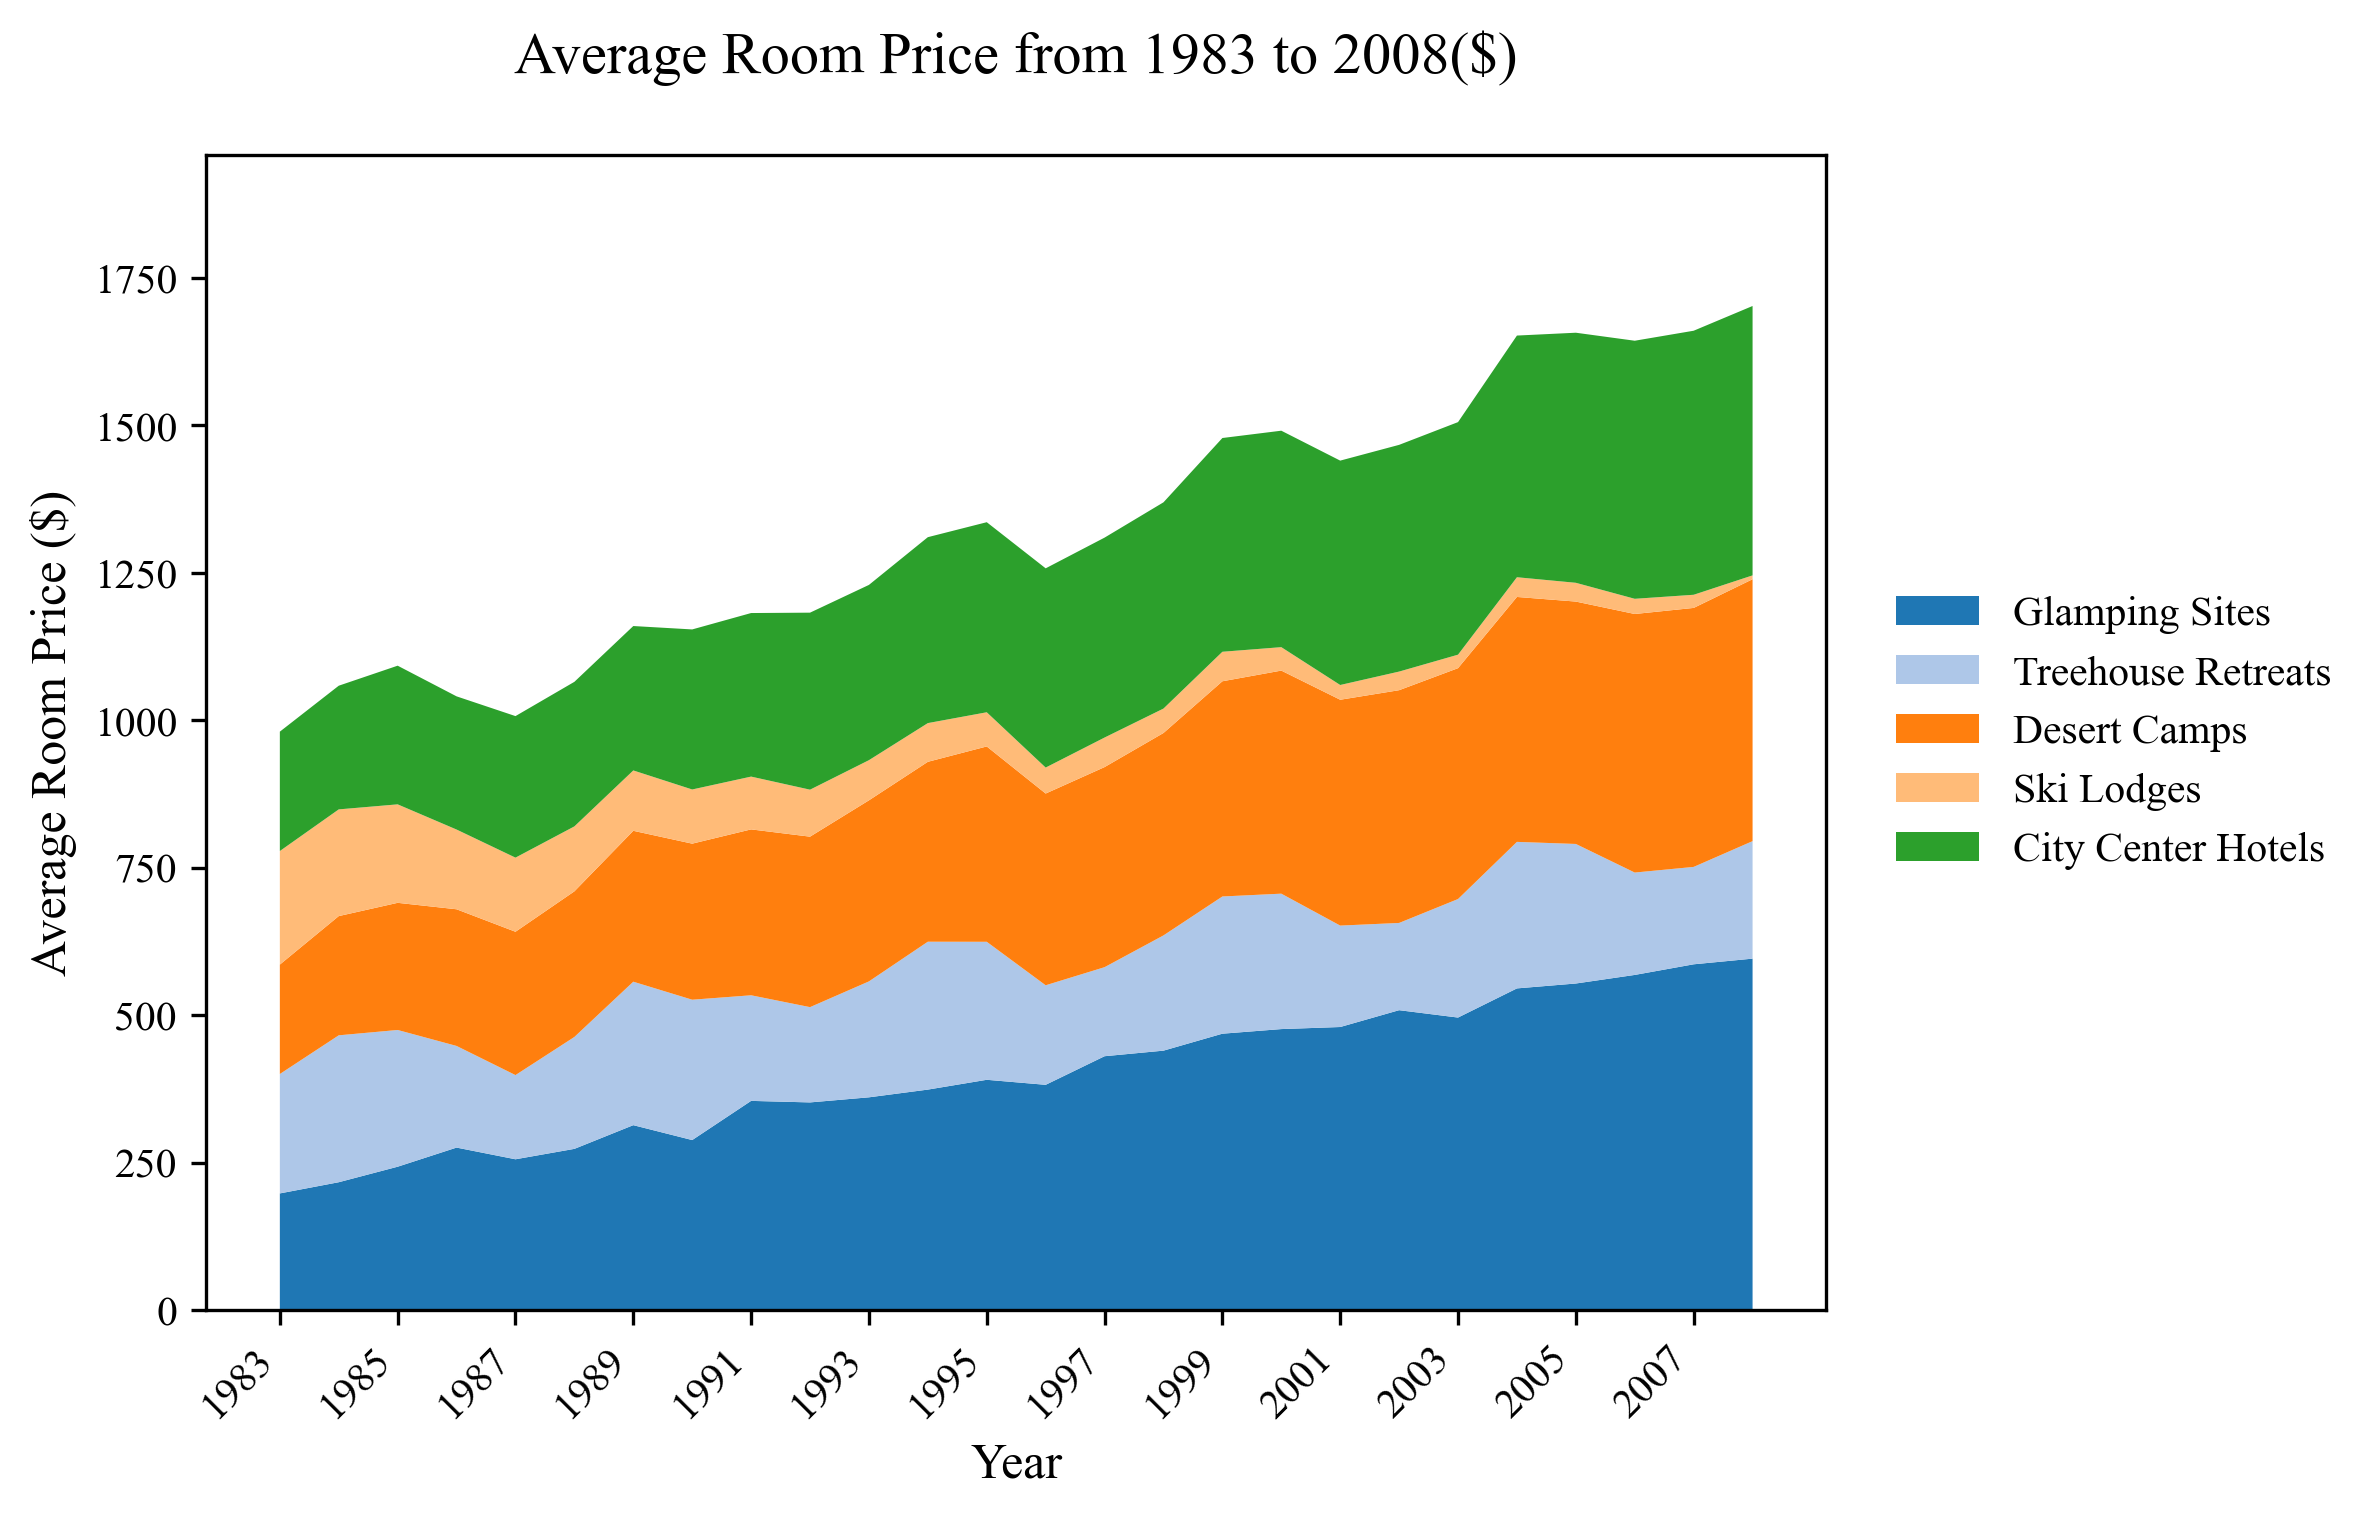 Average Room Price from 1983 to 2008($)
Average Room Price ($)
1750
1500
1250
1000
750
500
250
0
1983
1985
1987
1989
1991
1993
1995
1997
1999
2001
2003
2005
2007
Year
Glamping Sites
Treehouse Retreats
Desert Camps
Ski Lodges
City Center Hotels